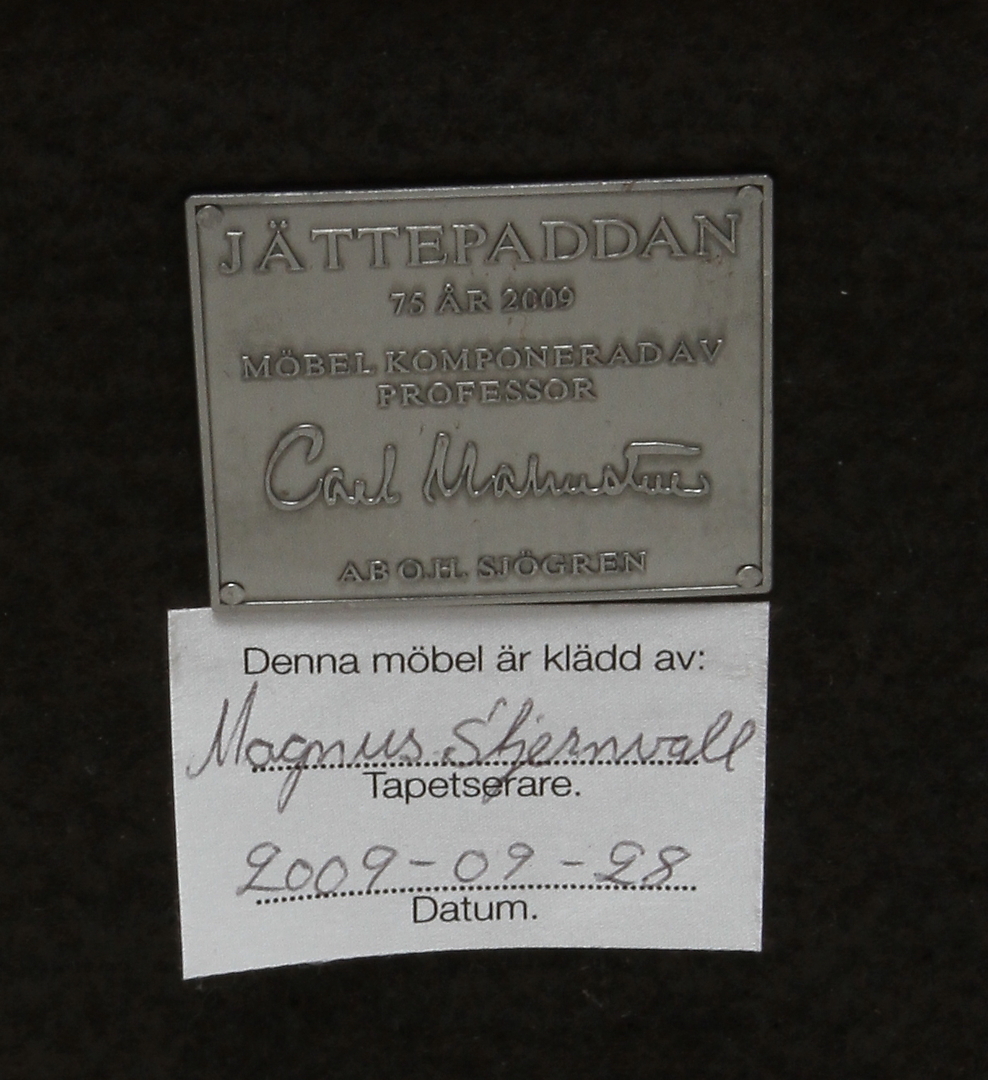 JÄTTEPADDAN
75 ÅR 2009
MÖBEL KOMPONERAD AV
PROFESSOR
Carl Malmsten
AB O.H. SJÖGREN
Denna möbel är klädd av:
Magnus Stjernvall
Tapetserare.
2009-09-28
Datum.